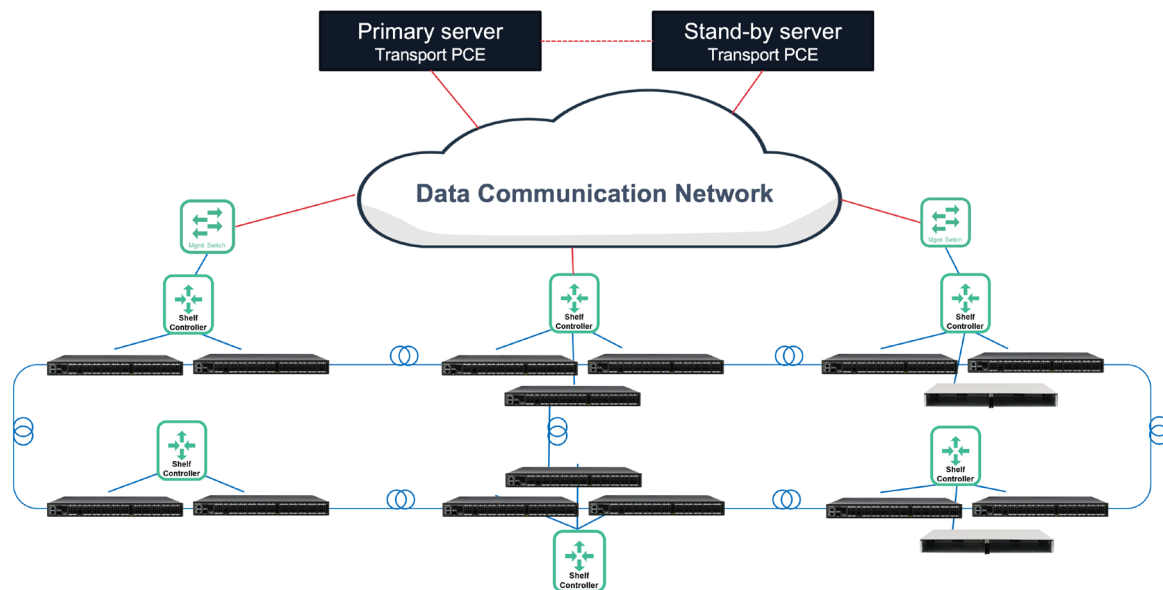 Primary server
Transport PCE
Stand-by server
Transport PCE
Data Communication Network
Mgmt Switch
Mgmt Switch
Shelf
Controller
Shelf
Controller
Shelf
Controller
Shelf
Controller
Shelf
Controller
Shelf
Controller